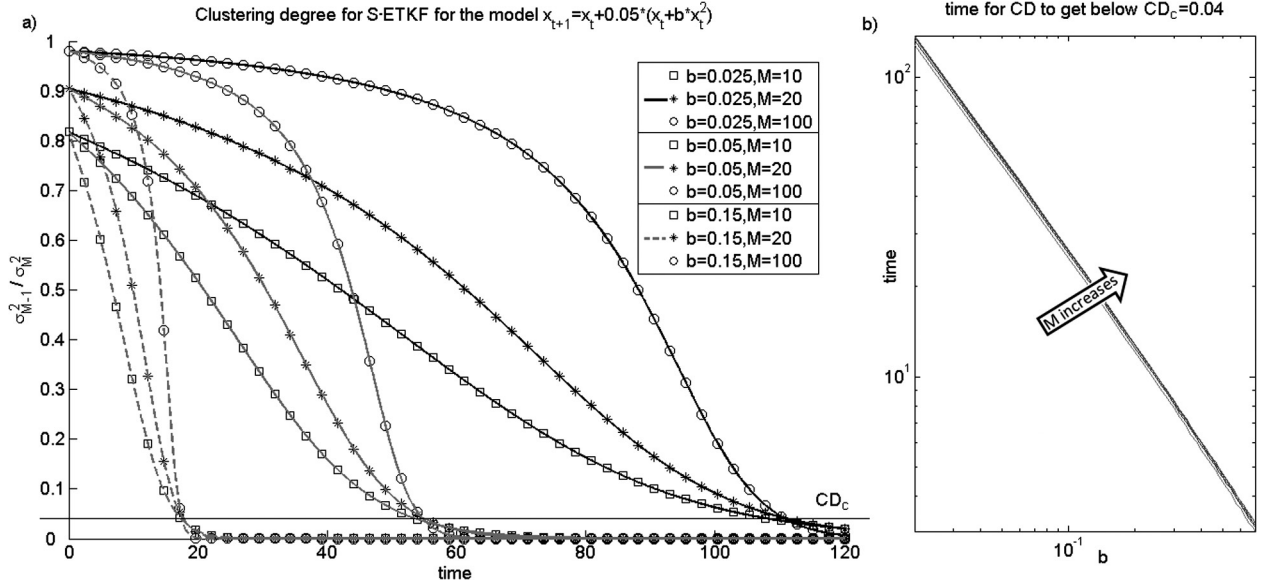 a) Clustering degree for S-ETKF for the model x_{t+1}=x_t+0.05*(x_t+b*x_t^2)
σ²_{M-1} / σ²_M
1
0.9
0.8
0.7
0.6
0.5
0.4
0.3
0.2
0.1
0
0 20 40 60 80 100 120
time
b=0.025,M=10
b=0.025,M=20
b=0.025,M=100
b=0.05,M=10
b=0.05,M=20
b=0.05,M=100
b=0.15,M=10
b=0.15,M=20
b=0.15,M=100
CD_C
b) time for CD to get below CD_C=0.04
time
10²
10¹
M increases
10⁻¹
b